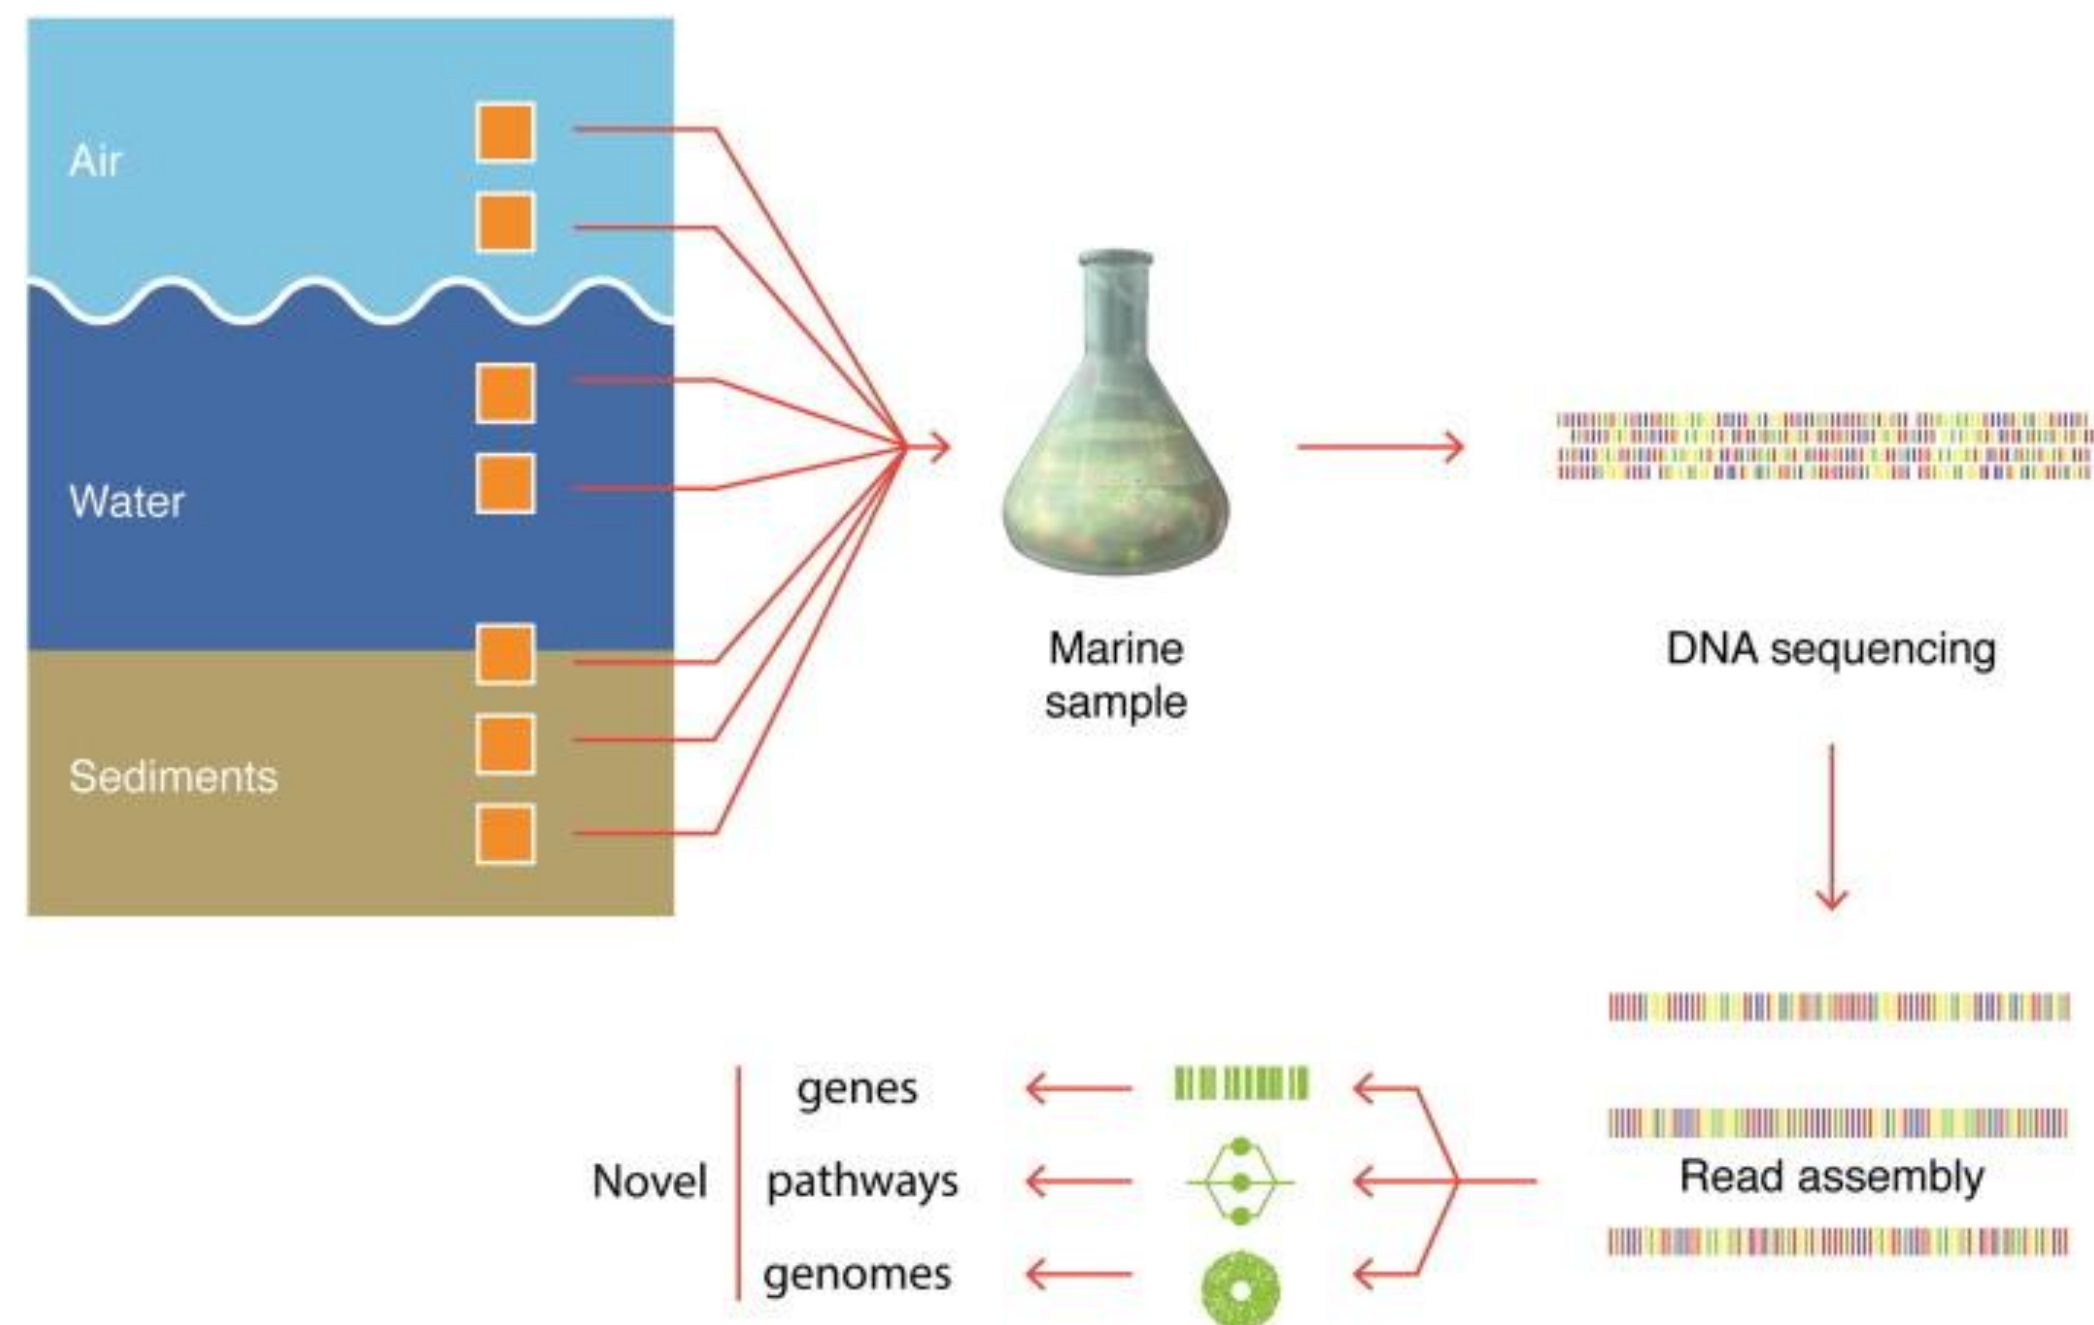 Air
Water
Sediments
Marine
sample
DNA sequencing
Read assembly
Novel
genes
pathways
genomes